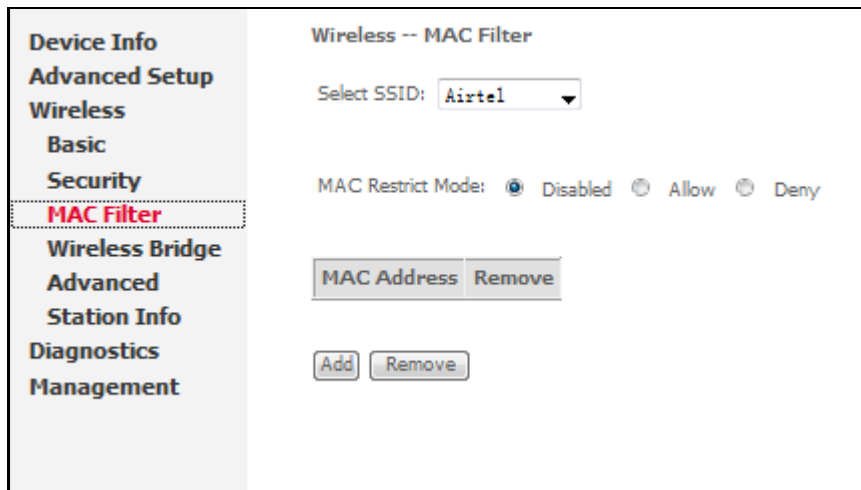 Device Info
Advanced Setup
Wireless
Basic
Security
MAC Filter
Wireless Bridge
Advanced
Station Info
Diagnostics
Management
Wireless -- MAC Filter
Select SSID: Airtel
MAC Restrict Mode: Disabled Allow Deny
MAC Address Remove
Add Remove